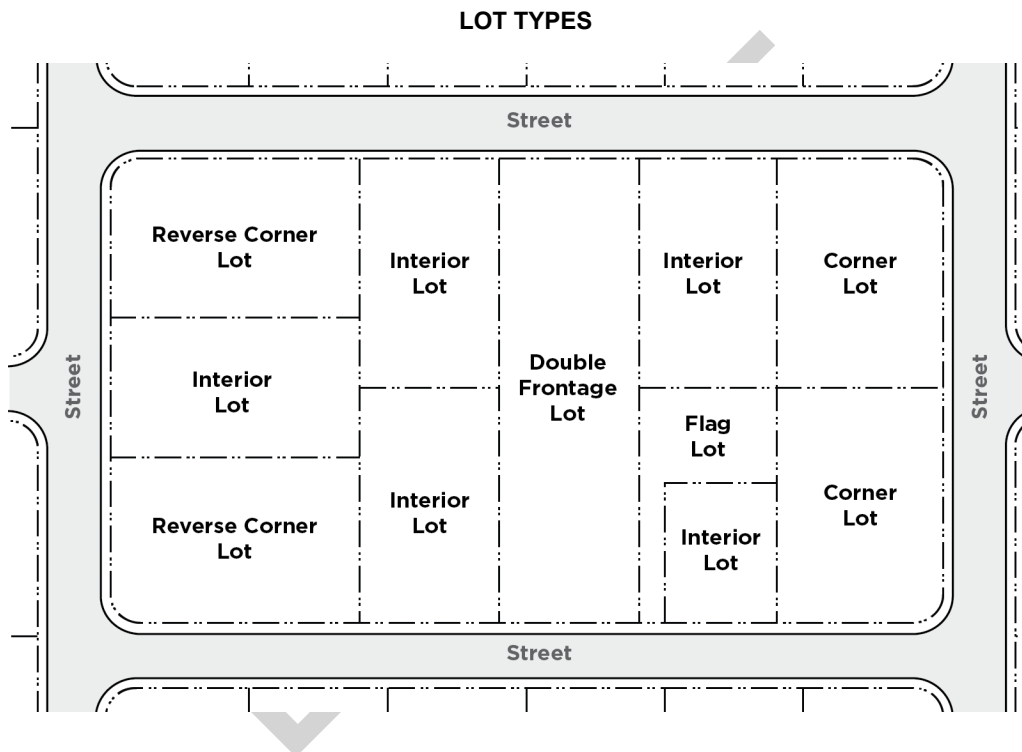 LOT TYPES
Street
Reverse Corner
Lot
Interior
Lot
Interior
Lot
Corner
Lot
Street
Interior
Lot
Double
Frontage
Lot
Street
Flag
Lot
Reverse Corner
Lot
Interior
Lot
Interior
Lot
Corner
Lot
Street